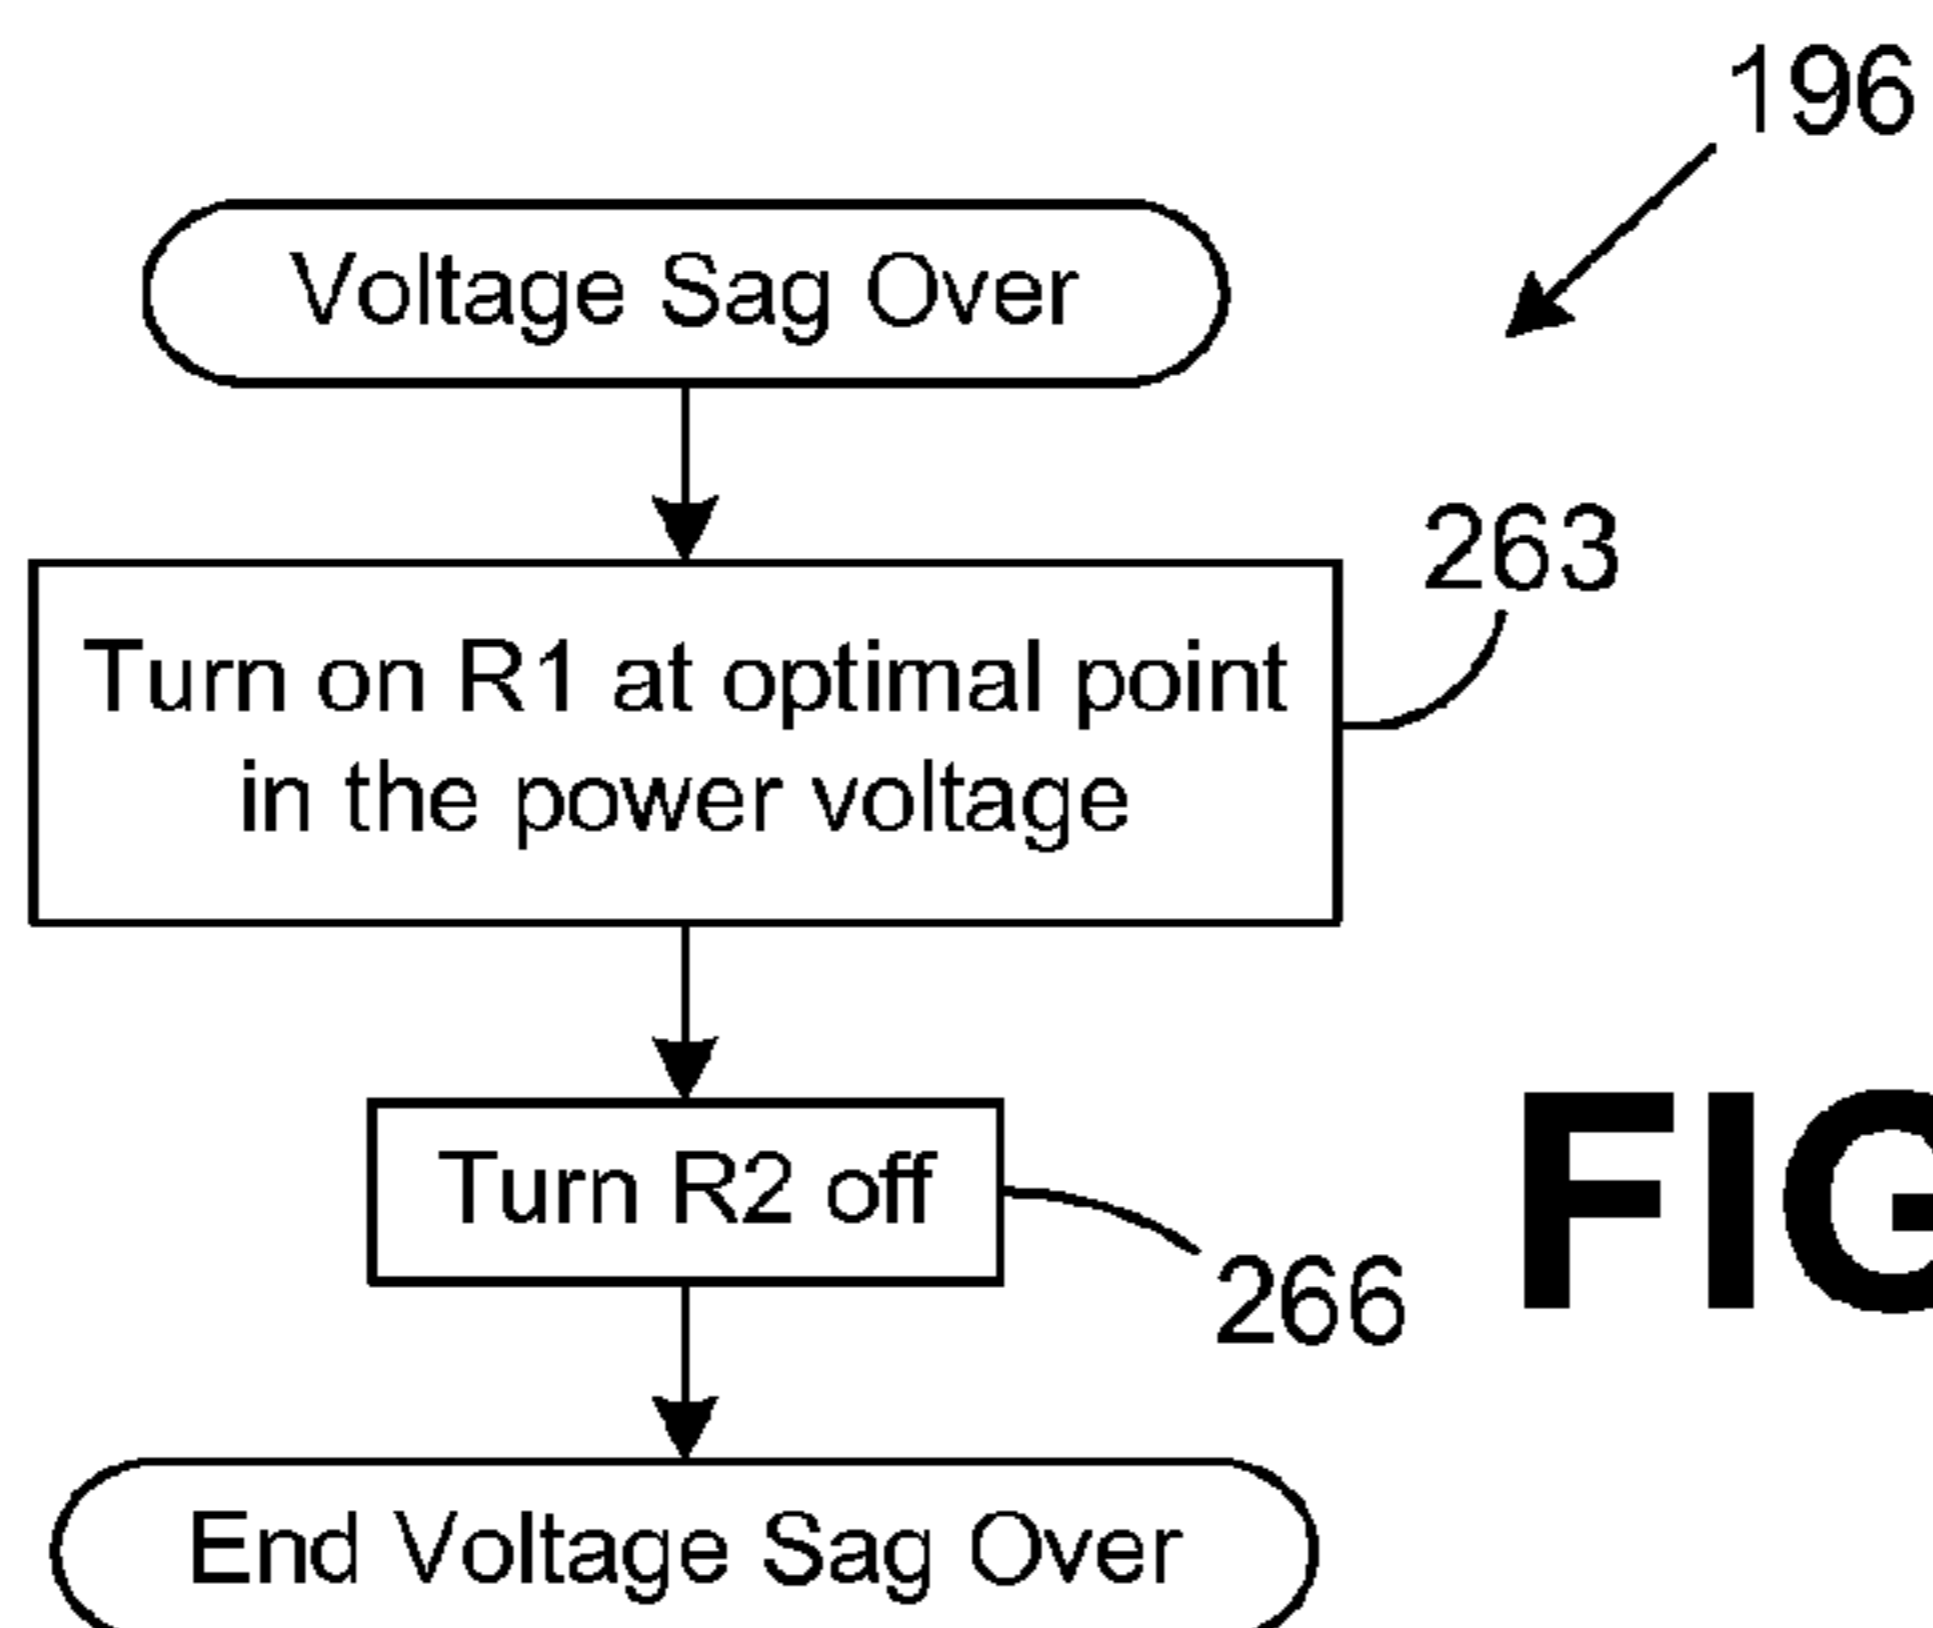 196
Voltage Sag Over
263
Turn on R1 at optimal point
in the power voltage
Turn R2 off
266
FIG
End Voltage Sag Over